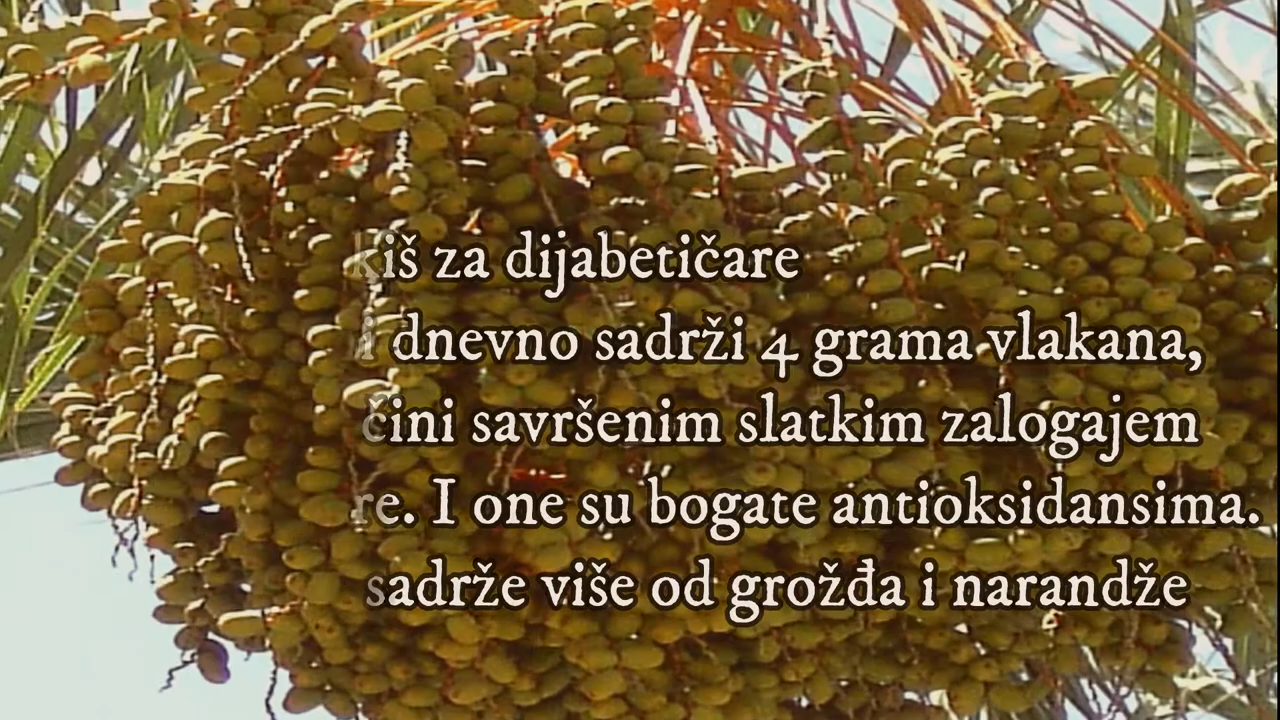 kiš za dijabetičare
i dnevno sadrži 4 grama vlakana,
čini savršenim slatkim zalogajem
re. I one su bogate antioksidansima.
sadrže više od grožđa i narandže